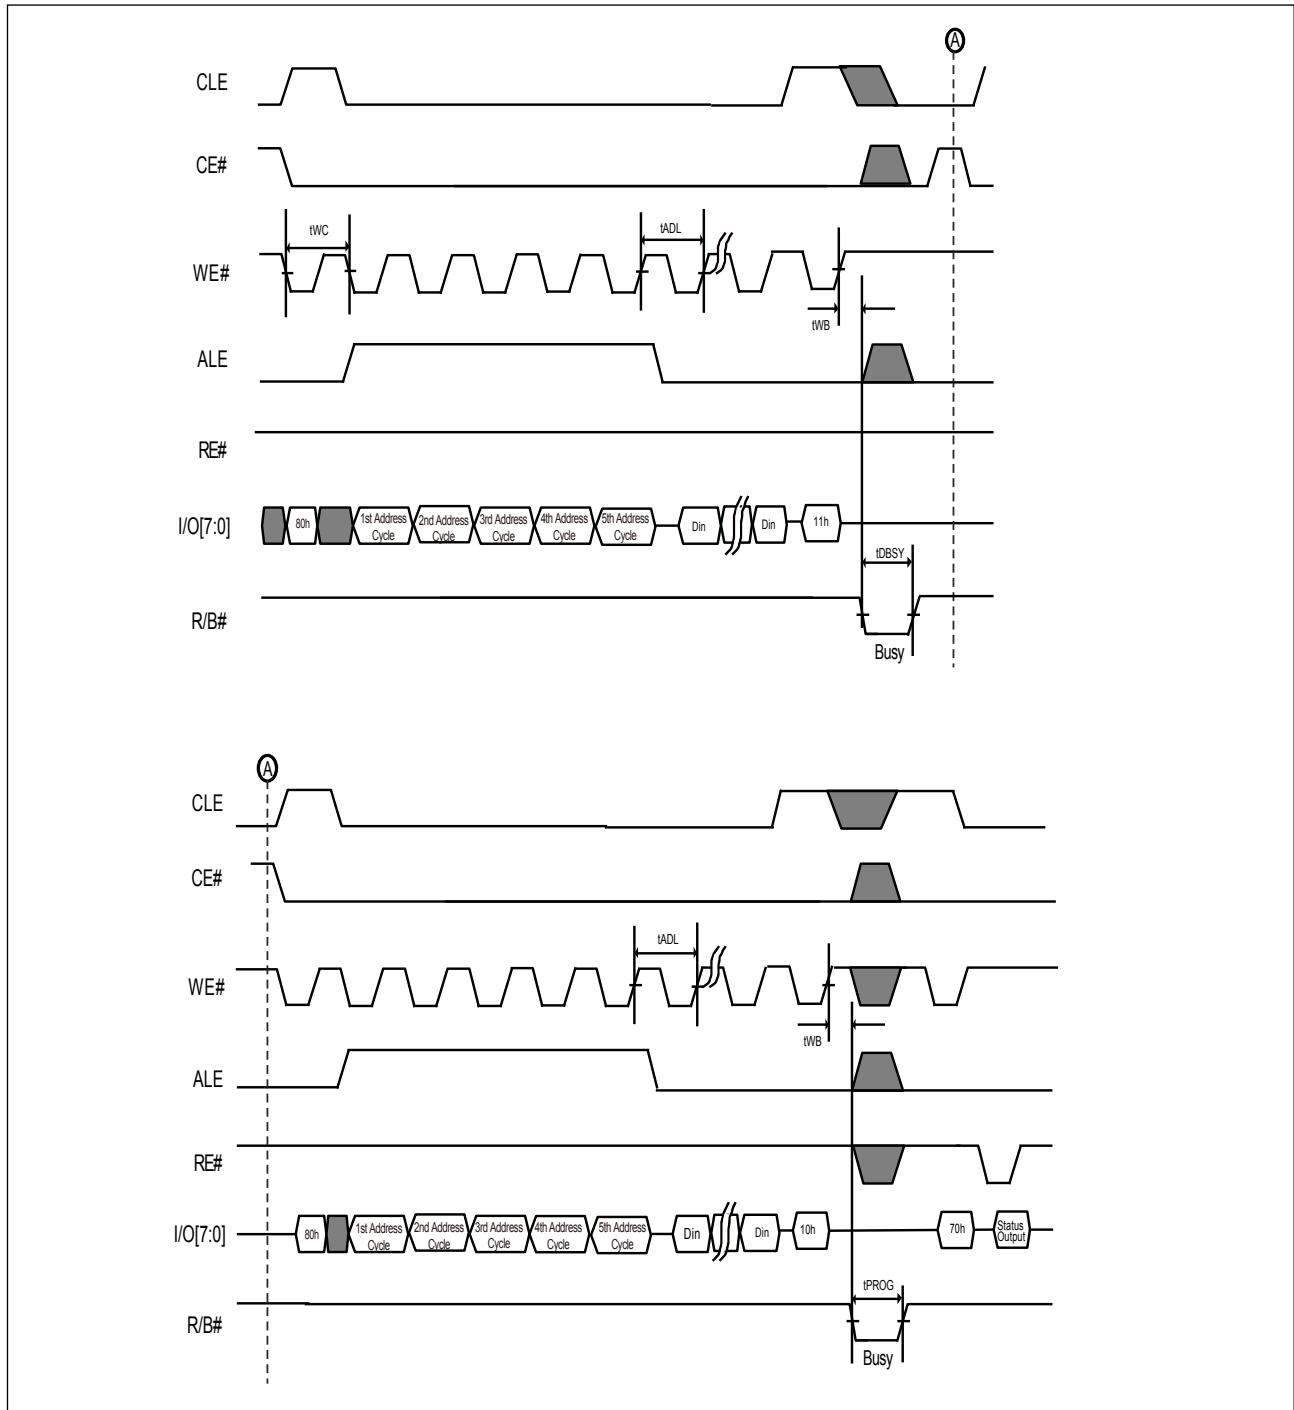 A
CLE
CE#
tWC
tADL
WE#
tWB
ALE
RE#
I/O[7:0]
80h
1st Address
Cycle
2nd Address
Cycle
3rd Address
Cycle
4th Address
Cycle
5th Address
Cycle
Din
Din
11h
tDBSY
R/B#
Busy
A
CLE
CE#
tADL
WE#
tWB
ALE
RE#
I/O[7:0]
80h
1st Address
Cycle
2nd Address
Cycle
3rd Address
Cycle
4th Address
Cycle
5th Address
Cycle
Din
Din
10h
70h
Status
Output
tPROG
R/B#
Busy